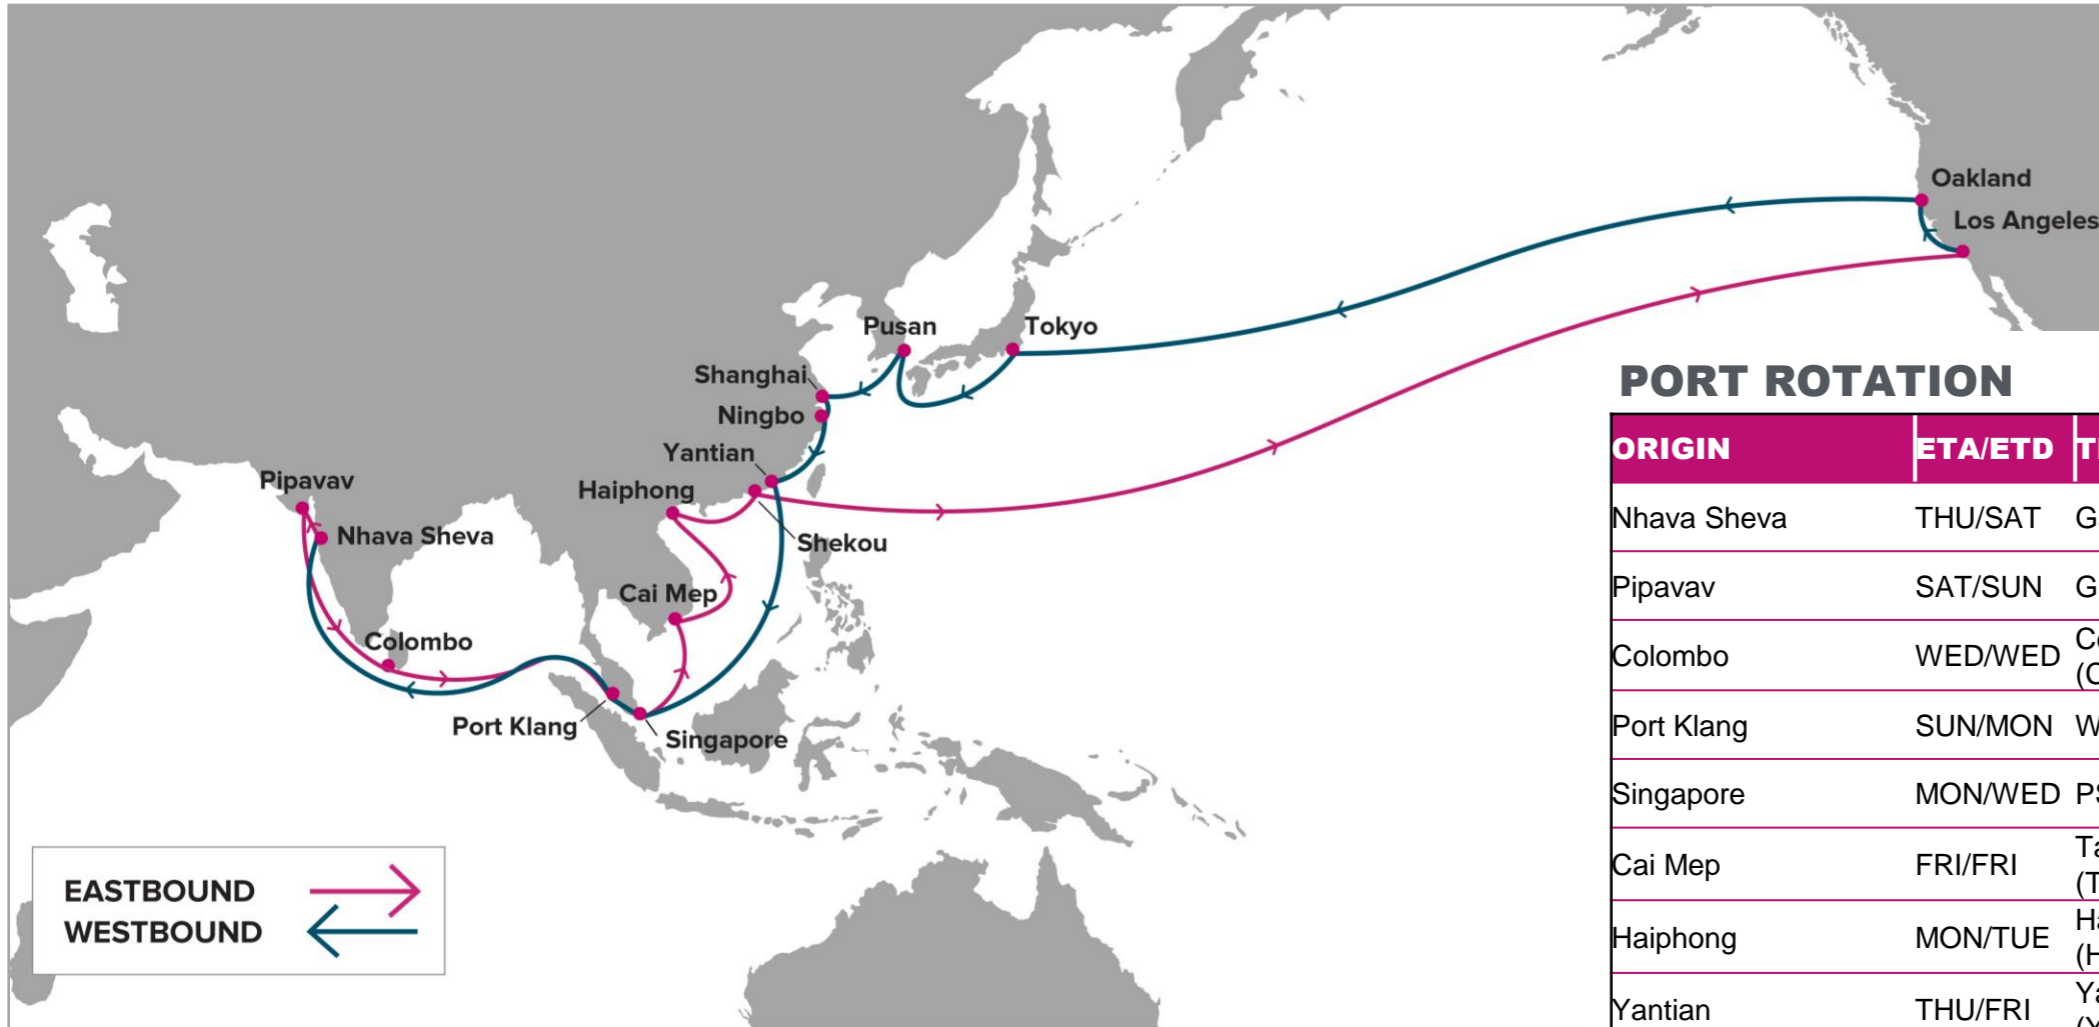 Oakland
Los Angeles
Pusan
Tokyo
Shanghai
Ningbo
Yantian
Haiphong
Pipavav
Nhava Sheva
Shekou
Cai Mep
Colombo
Port Klang
Singapore
EASTBOUND
WESTBOUND
PORT ROTATION
ORIGIN ETA/ETD
Nhava Sheva THU/SAT
Pipavav SAT/SUN
Colombo WED/WED
Port Klang SUN/MON
Singapore MON/WED
Cai Mep FRI/FRI
Haiphong MON/TUE
Yantian THU/FRI